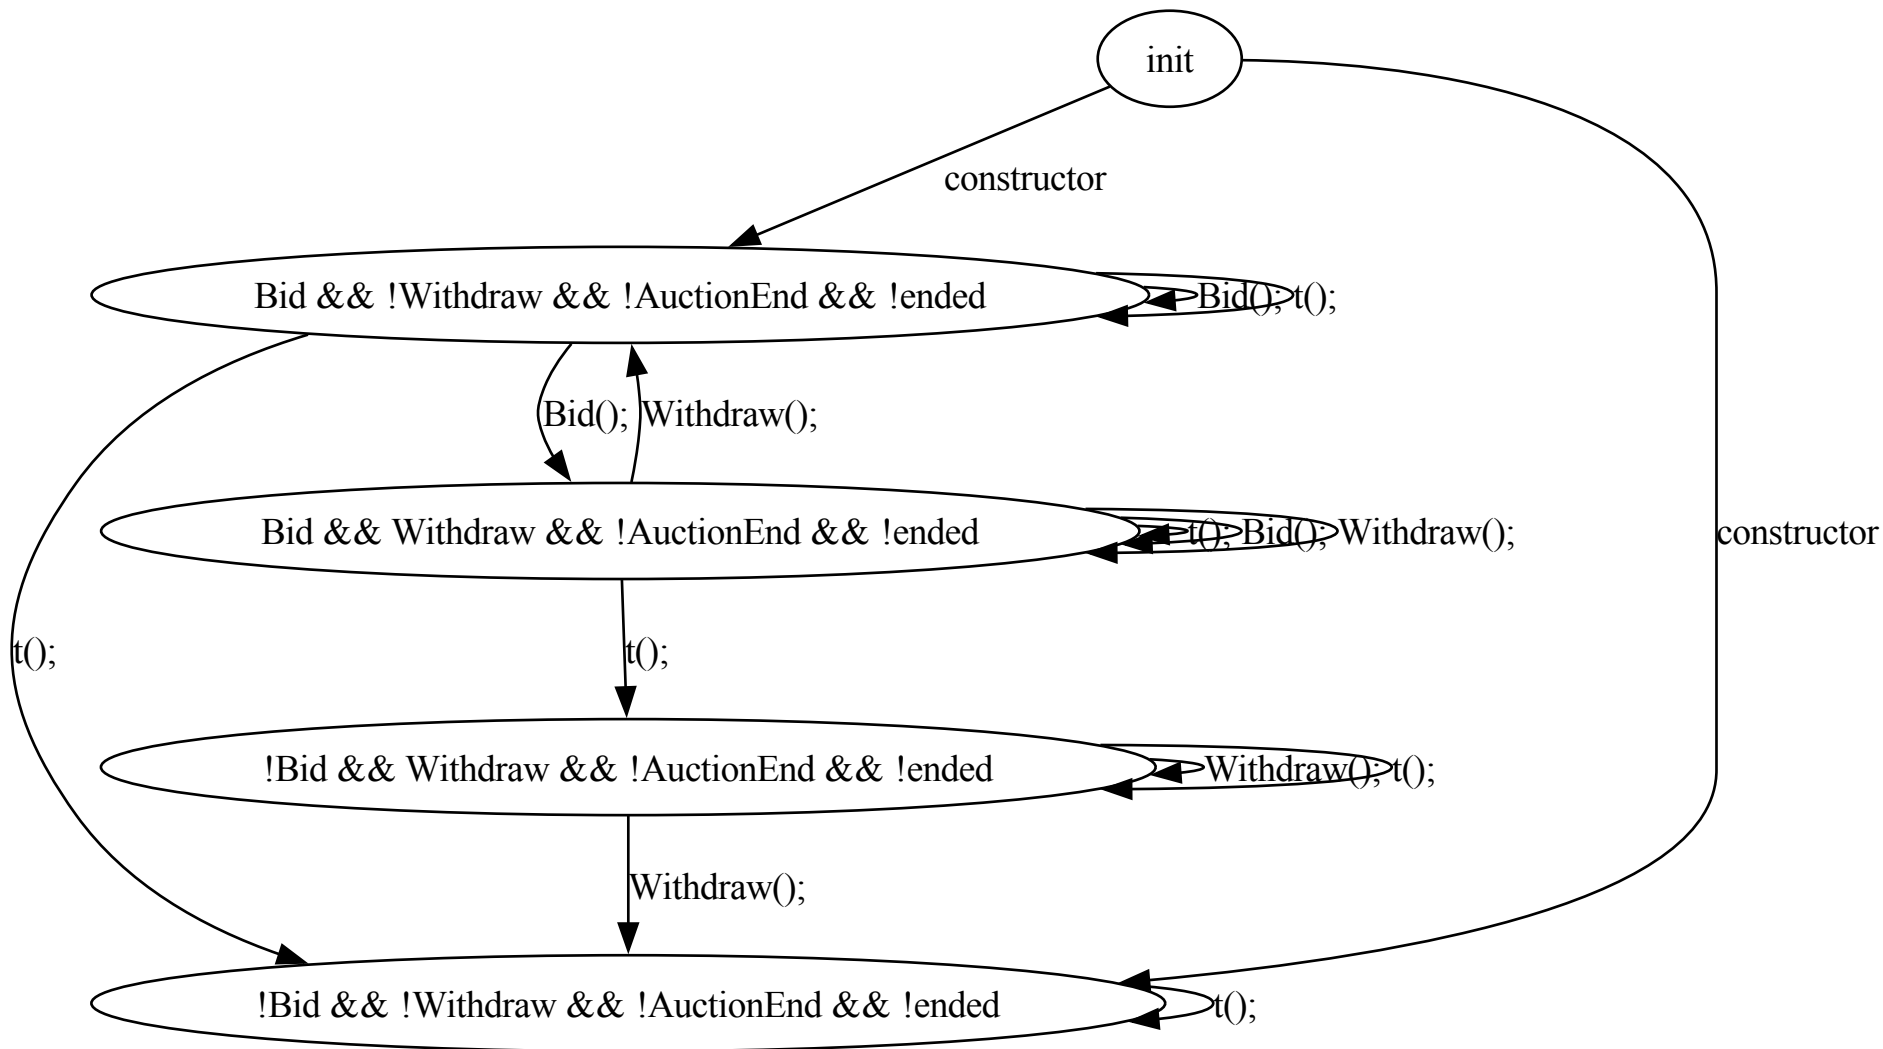 init
constructor
Bid && !Withdraw && !AuctionEnd && !ended
Bid(); t();
Bid(); Withdraw();
Bid && Withdraw && !AuctionEnd && !ended
t(); Bid(); Withdraw();
constructor
t();
t();
!Bid && Withdraw && !AuctionEnd && !ended
Withdraw(); t();
Withdraw();
!Bid && !Withdraw && !AuctionEnd && !ended
t();